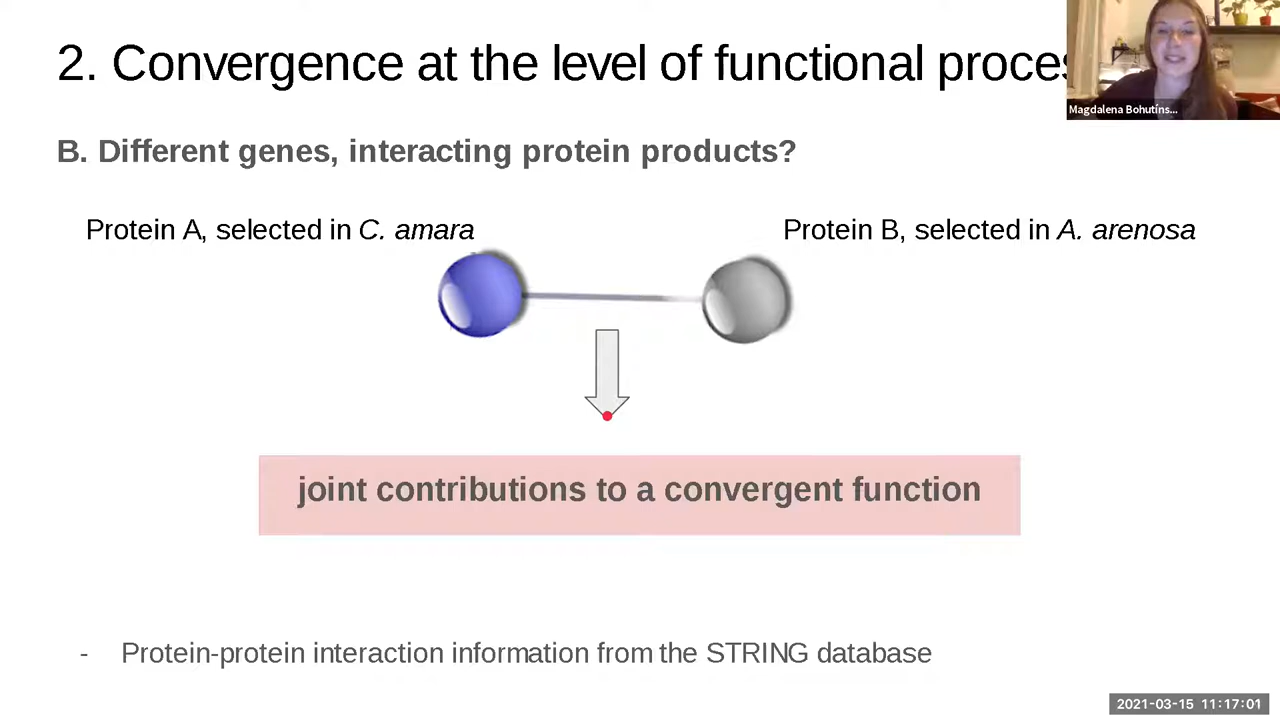 2. Convergence at the level of functional proces
Magdalena Bohutíns...
B. Different genes, interacting protein products?
Protein A, selected in C. amara
Protein B, selected in A. arenosa
joint contributions to a convergent function
- Protein-protein interaction information from the STRING database
2021-03-15 11:17:01